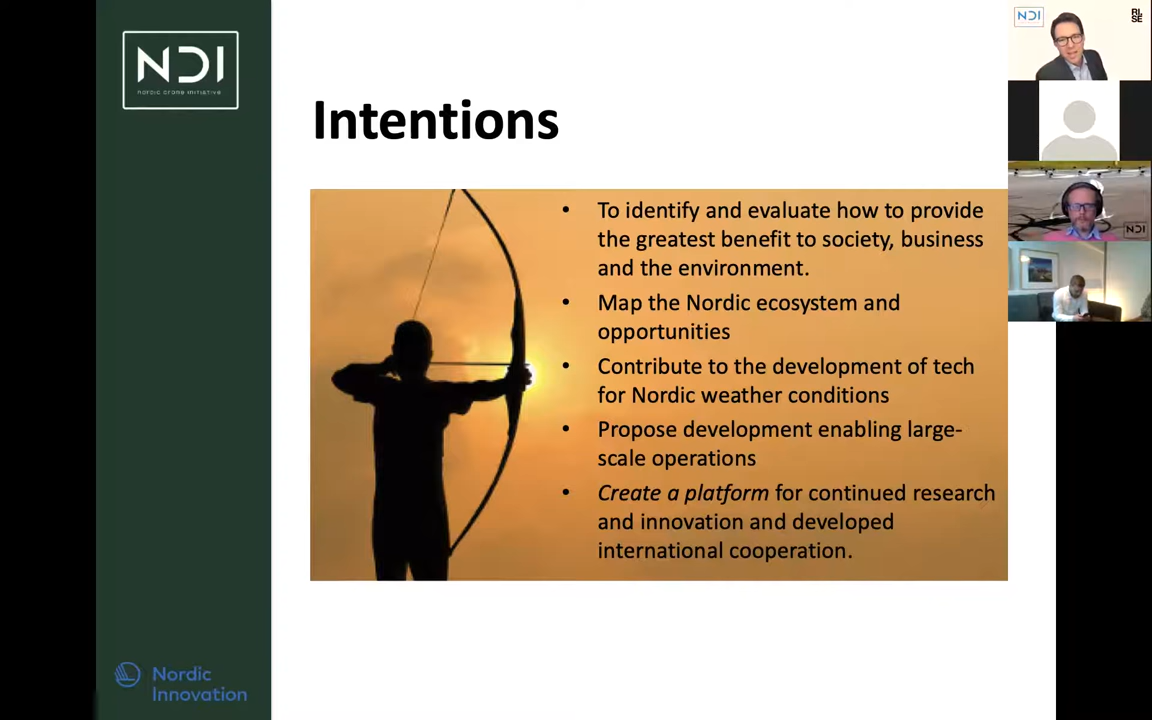 NDI
nordic drone initiative
Intentions
• To identify and evaluate how to provide
the greatest benefit to society, business
and the environment.
• Map the Nordic ecosystem and
opportunities
• Contribute to the development of tech
for Nordic weather conditions
• Propose development enabling large-
scale operations
• Create a platform for continued research
and innovation and developed
international cooperation.
Nordic
Innovation
NDI
RI.
SE
NDI